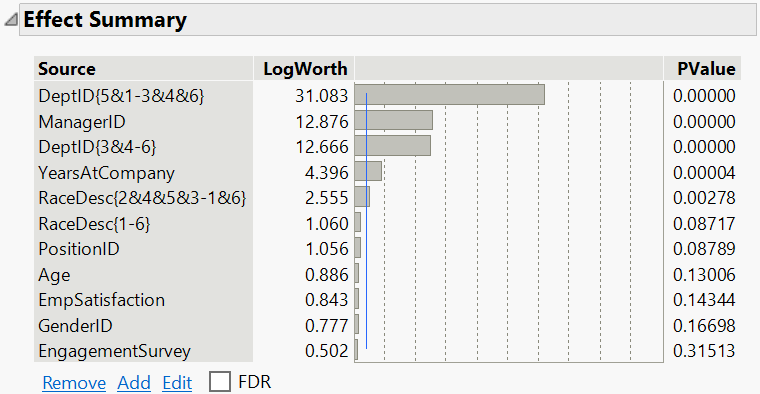 Effect Summary
Source LogWorth PValue
DeptID{5&1-3&4&6} 31.083 0.00000
ManagerID 12.876 0.00000
DeptID{3&4-6} 12.666 0.00000
YearsAtCompany 4.396 0.00004
RaceDesc{2&4&5&3-1&6} 2.555 0.00278
RaceDesc{1-6} 1.060 0.08717
PositionID 1.056 0.08789
Age 0.886 0.13006
EmpSatisfaction 0.843 0.14344
GenderID 0.777 0.16698
EngagementSurvey 0.502 0.31513
Remove Add Edit FDR